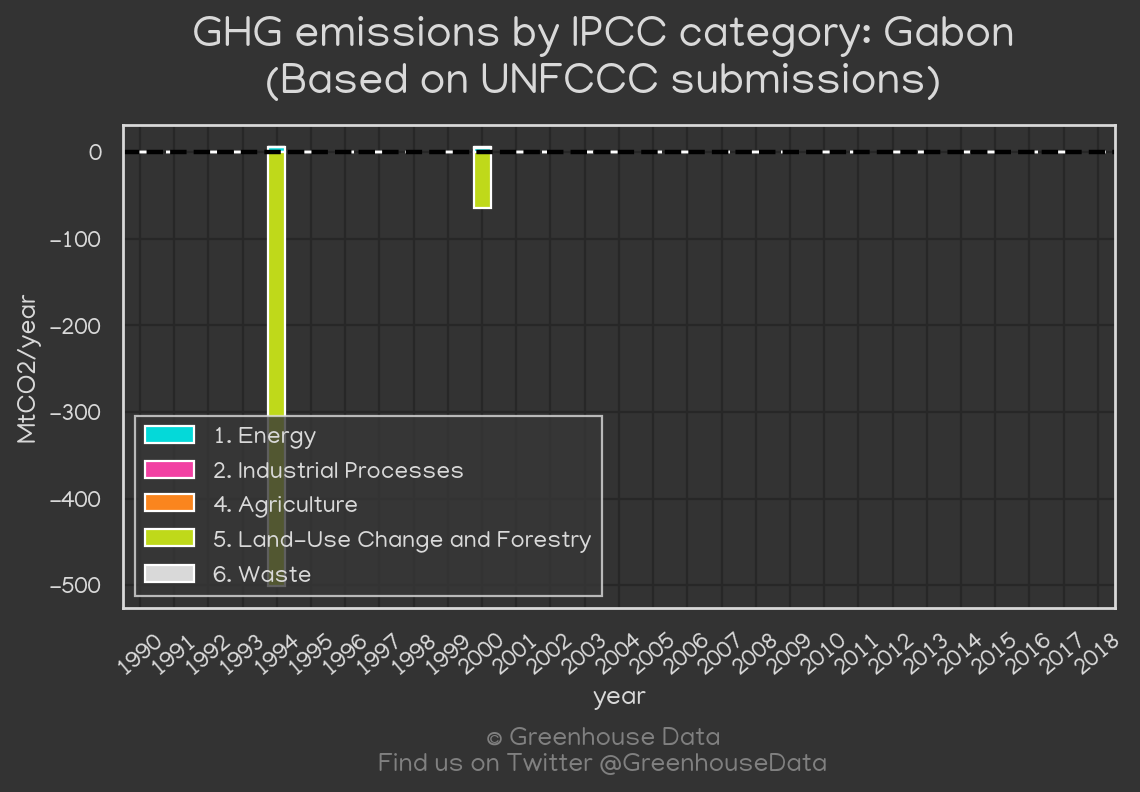 GHG emissions by IPCC category: Gabon
(Based on UNFCCC submissions)
MtCO2/year
0
−100
−200
−300
−400
−500
1. Energy
2. Industrial Processes
4. Agriculture
5. Land-Use Change and Forestry
6. Waste
1990 1991 1992 1993 1994 1995 1996 1997 1998 1999 2000 2001 2002 2003 2004 2005 2006 2007 2008 2009 2010 2011 2012 2013 2014 2015 2016 2017 2018
year
© Greenhouse Data
Find us on Twitter @GreenhouseData